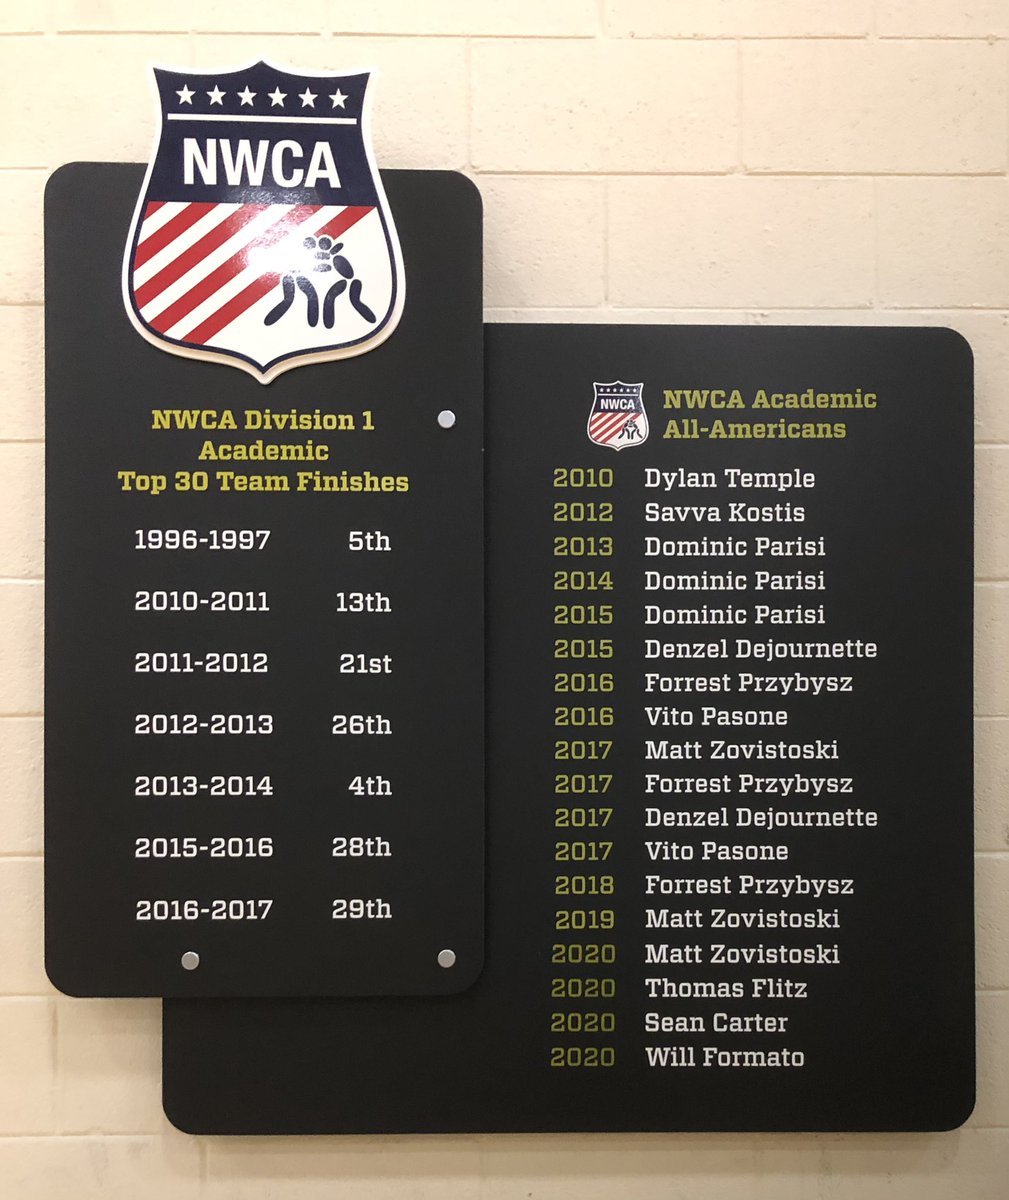 NWCA
NWCA Division 1
Academic
Top 30 Team Finishes
1996-1997 5th
2010-2011 13th
2011-2012 21st
2012-2013 26th
2013-2014 4th
2015-2016 28th
2016-2017 29th
NWCA
NWCA Academic
All-Americans
2010 Dylan Temple
2012 Savva Kostis
2013 Dominic Parisi
2014 Dominic Parisi
2015 Dominic Parisi
2015 Denzel Dejournette
2016 Forrest Przybysz
2016 Vito Pasone
2017 Matt Zovistoski
2017 Forrest Przybysz
2017 Denzel Dejournette
2017 Vito Pasone
2018 Forrest Przybysz
2019 Matt Zovistoski
2020 Matt Zovistoski
2020 Thomas Flitz
2020 Sean Carter
2020 Will Formato